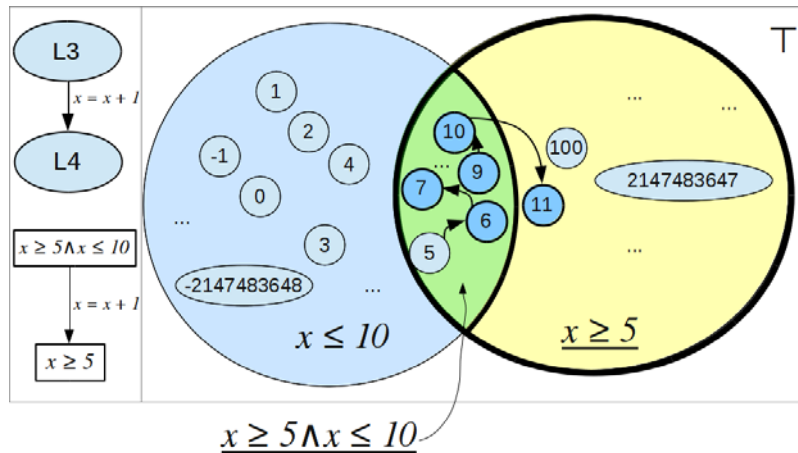 L3
x = x + 1
L4
x ≥ 5∧x ≤ 10
x = x + 1
x ≥ 5
⊤
1
2
-1
4
0
...
3
-2147483648
...
x ≤ 10
10
...
9
7
6
5
100
11
...
...
2147483647
...
x ≥ 5
x ≥ 5∧x ≤ 10